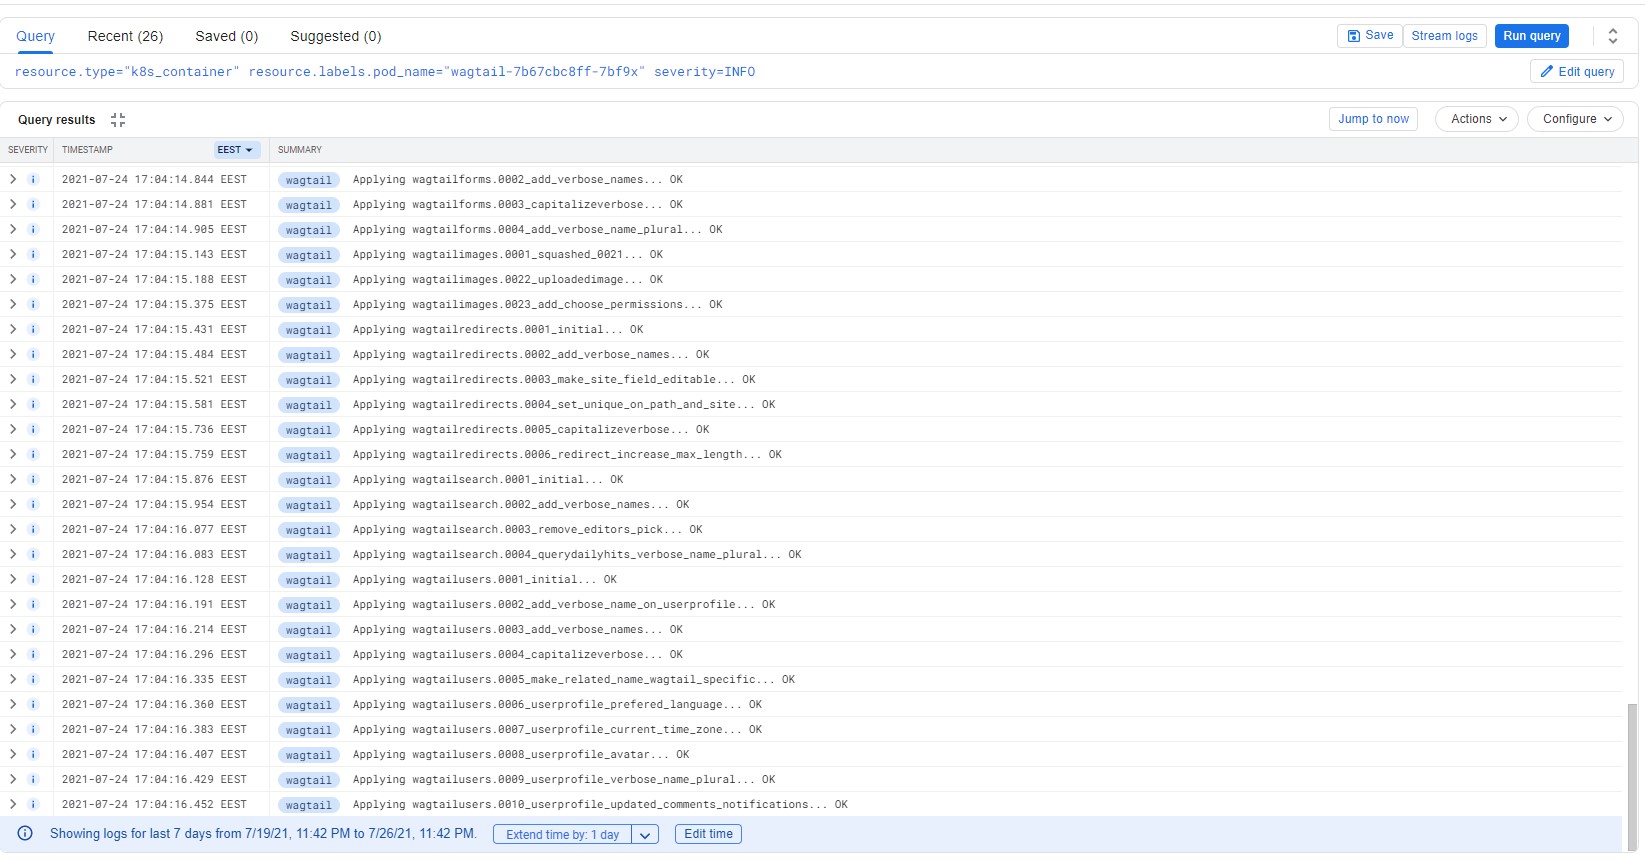 Query Recent (26) Saved (0) Suggested (0) Save Stream logs Run query
resource.type="k8s_container" resource.labels.pod_name="wagtail-7b67cbc8ff-7bf9x" severity=INFO Edit query
Query results Jump to now Actions Configure
SEVERITY TIMESTAMP EEST SUMMARY
2021-07-24 17:04:14.844 EEST wagtail Applying wagtailforms.0002_add_verbose_names... OK
2021-07-24 17:04:14.881 EEST wagtail Applying wagtailforms.0003_capitalizeverbose... OK
2021-07-24 17:04:14.905 EEST wagtail Applying wagtailforms.0004_add_verbose_name_plural... OK
2021-07-24 17:04:15.143 EEST wagtail Applying wagtailimages.0001_squashed_0021... OK
2021-07-24 17:04:15.188 EEST wagtail Applying wagtailimages.0022_uploadedimage... OK
2021-07-24 17:04:15.375 EEST wagtail Applying wagtailimages.0023_add_choose_permissions... OK
2021-07-24 17:04:15.431 EEST wagtail Applying wagtailredirects.0001_initial... OK
2021-07-24 17:04:15.484 EEST wagtail Applying wagtailredirects.0002_add_verbose_names... OK
2021-07-24 17:04:15.521 EEST wagtail Applying wagtailredirects.0003_make_site_field_editable... OK
2021-07-24 17:04:15.581 EEST wagtail Applying wagtailredirects.0004_set_unique_on_path_and_site... OK
2021-07-24 17:04:15.736 EEST wagtail Applying wagtailredirects.0005_capitalizeverbose... OK
2021-07-24 17:04:15.759 EEST wagtail Applying wagtailredirects.0006_redirect_increase_max_length... OK
2021-07-24 17:04:15.876 EEST wagtail Applying wagtailsearch.0001_initial... OK
2021-07-24 17:04:15.954 EEST wagtail Applying wagtailsearch.0002_add_verbose_names... OK
2021-07-24 17:04:16.077 EEST wagtail Applying wagtailsearch.0003_remove_editors_pick... OK
2021-07-24 17:04:16.083 EEST wagtail Applying wagtailsearch.0004_querydailyhits_verbose_name_plural... OK
2021-07-24 17:04:16.128 EEST wagtail Applying wagtailusers.0001_initial... OK
2021-07-24 17:04:16.191 EEST wagtail Applying wagtailusers.0002_add_verbose_name_on_userprofile... OK
2021-07-24 17:04:16.214 EEST wagtail Applying wagtailusers.0003_add_verbose_names... OK
2021-07-24 17:04:16.296 EEST wagtail Applying wagtailusers.0004_capitalizeverbose... OK
2021-07-24 17:04:16.335 EEST wagtail Applying wagtailusers.0005_make_related_name_wagtail_specific... OK
2021-07-24 17:04:16.360 EEST wagtail Applying wagtailusers.0006_userprofile_prefered_language... OK
2021-07-24 17:04:16.383 EEST wagtail Applying wagtailusers.0007_userprofile_current_time_zone... OK
2021-07-24 17:04:16.407 EEST wagtail Applying wagtailusers.0008_userprofile_avatar... OK
2021-07-24 17:04:16.429 EEST wagtail Applying wagtailusers.0009_userprofile_verbose_name_plural... OK
2021-07-24 17:04:16.452 EEST wagtail Applying wagtailusers.0010_userprofile_updated_comments_notifications... OK
Showing logs for last 7 days from 7/19/21, 11:42 PM to 7/26/21, 11:42 PM. Extend time by: 1 day Edit time